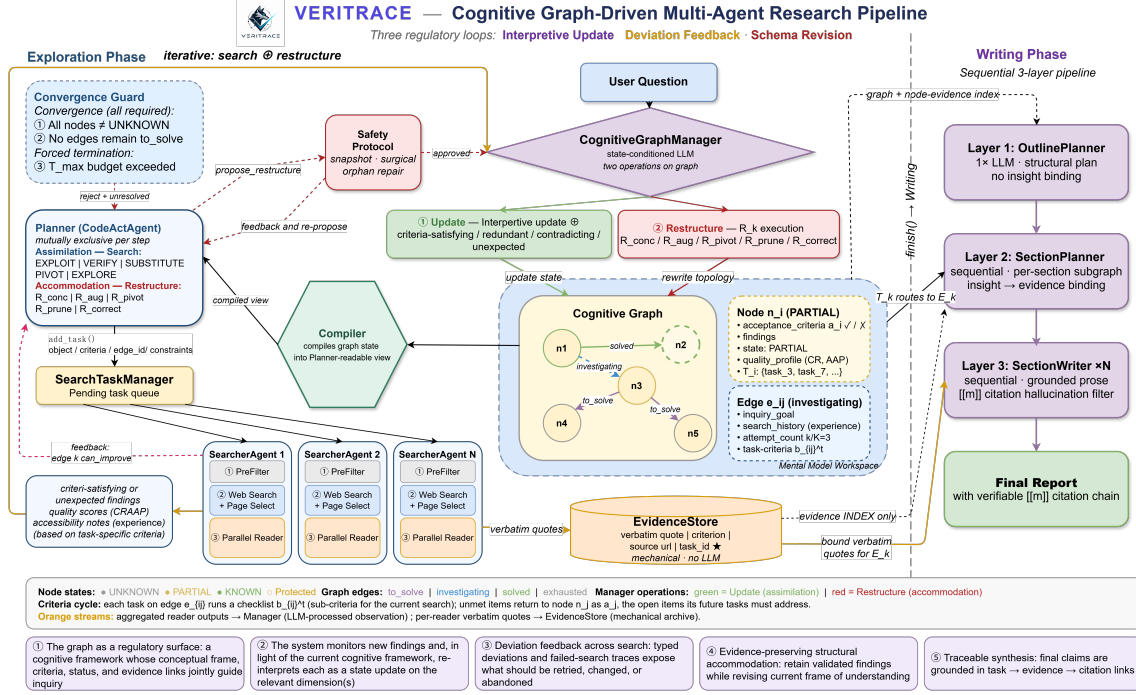 VERITRACE
VERITRACE — Cognitive Graph-Driven Multi-Agent Research Pipeline
Three regulatory loops: Interpretive Update Deviation Feedback · Schema Revision
Exploration Phase iterative: search ⊕ restructure
Writing Phase
Sequential 3-layer pipeline
Convergence Guard
Convergence (all required):
① All nodes ≠ UNKNOWN
② No edges remain to_solve
Forced termination:
③ T_max budget exceeded
reject + unresolved
Safety
Protocol
snapshot · surgical
orphan repair
propose_restructure
approved
feedback and re-propose
User Question
CognitiveGraphManager
state-conditioned LLM
two operations on graph
graph + node-evidence index
finish() → Writing
① Update — Interpertive update ⊕
criteria-satisfying / redundant / contradicting /
unexpected
② Restructure — R_k execution
R_conc / R_aug / R_pivot / R_prune / R_correct
update state
rewrite topology
Planner (CodeActAgent)
mutually exclusive per step
Assimilation — Search:
EXPLOIT | VERIFY | SUBSTITUTE
PIVOT | EXPLORE
Accommodation — Restructure:
R_conc | R_aug | R_pivot
R_prune | R_correct
compiled view
Compiler
compiles graph state
into Planner-readable view
Cognitive Graph
n1
solved
n2
investigating
n3
to_solve
n4
to_solve
n5
Node n_i (PARTIAL)
• acceptance_criteria a_i ✓ / ✗
• findings
• state: PARTIAL
• quality_profile (CR, AAP)
• T_i: {task_3, task_7, ...}
Edge e_ij (investigating)
• inquiry_goal
• search_history (experience)
• attempt_count k/K=3
• task-criteria b_{ij}^t
Mental Model Workspace
T_k routes to E_k
Layer 1: OutlinePlanner
1× LLM · structural plan
no insight binding
Layer 2: SectionPlanner
sequential · per-section subgraph
insight → evidence binding
Layer 3: SectionWriter ×N
sequential · grounded prose
[[m]] citation hallucination filter
Final Report
with verifiable [[m]] citation chain
add_task()
object / criteria / edge_id/ constraints
SearchTaskManager
Pending task queue
feedback:
edge k can_improve
SearcherAgent 1
① PreFilter
② Web Search
+ Page Select
③ Parallel Reader
SearcherAgent 2
① PreFilter
② Web Search
+ Page Select
③ Parallel Reader
SearcherAgent N
① PreFilter
② Web Search
+ Page Select
③ Parallel Reader
criteri-satisfying or
unexpected findings
quality scores (CRAAP)
accessibility notes (experience)
(based on task-specific criteria)
verbatim quotes
EvidenceStore
verbatim quote | criterion |
source url | task_id ★
mechanical · no LLM
evidence INDEX only
bound verbatim
quotes for E_k
Node states: ● UNKNOWN ● PARTIAL ● KNOWN ○ Protected Graph edges: to_solve | investigating | solved | exhausted Manager operations: green = Update (assimilation) | red = Restructure (accommodation)
Criteria cycle: each task on edge e_{ij} runs a checklist b_{ij}^t (sub-criteria for the current search); unmet items return to node n_j as a_j, the open items its future tasks must address.
Orange streams: aggregated reader outputs → Manager (LLM-processed observation) ; per-reader verbatim quotes → EvidenceStore (mechanical archive).
① The graph as a regulatory surface: a
cognitive framework whose conceptual frame,
criteria, status, and evidence links jointly guide
inquiry
② The system monitors new findings and, in
light of the current cognitive framework, re-
interprets each as a state update on the
relevant dimension(s)
③ Deviation feedback across search: typed
deviations and failed-search traces expose
what should be retried, changed, or
abandoned
④ Evidence-preserving structural
accommodation: retain validated findings
while revising current frame of understanding
⑤ Traceable synthesis: final claims are
grounded in task → evidence → citation links